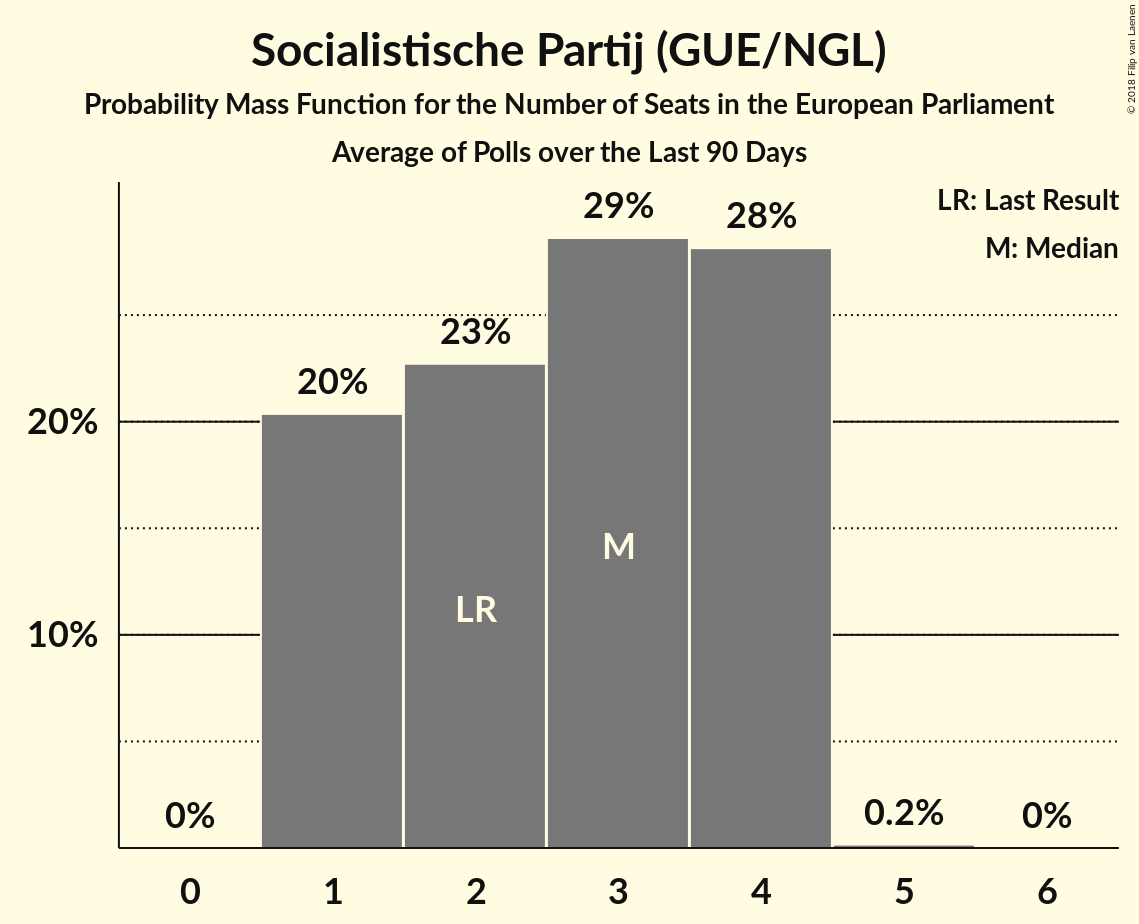 Socialistische Partij (GUE/NGL)
Probability Mass Function for the Number of Seats in the European Parliament
Average of Polls over the Last 90 Days
© 2018 Filip van Laenen
LR: Last Result
M: Median
29%
28%
23%
20%
20%
M
LR
10%
0%
0.2%
0%
0 1 2 3 4 5 6